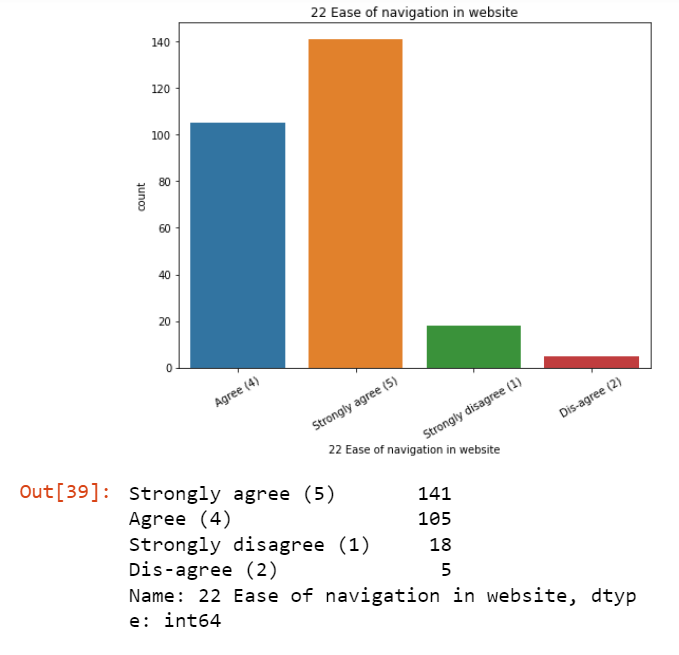 22 Ease of navigation in website
140
120
100
80
60
40
20
0
count
Agree (4)
Strongly agree (5)
Strongly disagree (1)
Dis-agree (2)
22 Ease of navigation in website
Out[39]: Strongly agree (5) 141
Agree (4) 105
Strongly disagree (1) 18
Dis-agree (2) 5
Name: 22 Ease of navigation in website, dtyp
e: int64